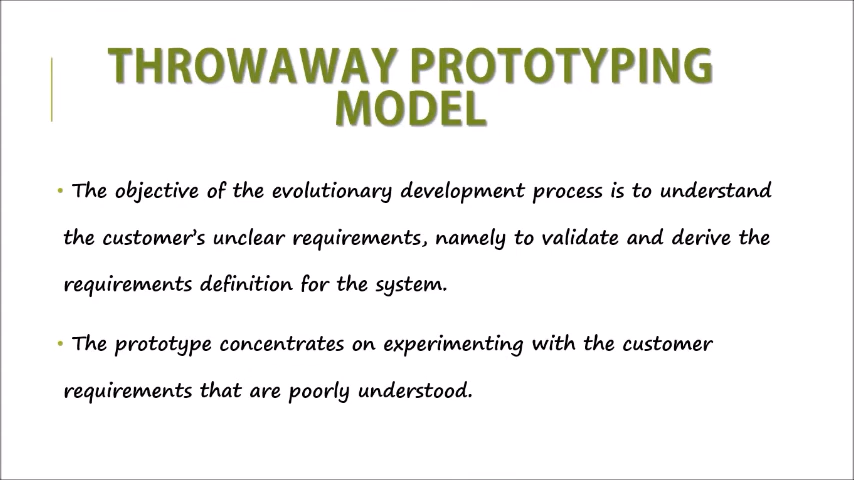 THROWAWAY PROTOTYPING
MODEL
• The objective of the evolutionary development process is to understand
the customer's unclear requirements, namely to validate and derive the
requirements definition for the system.
• The prototype concentrates on experimenting with the customer
requirements that are poorly understood.